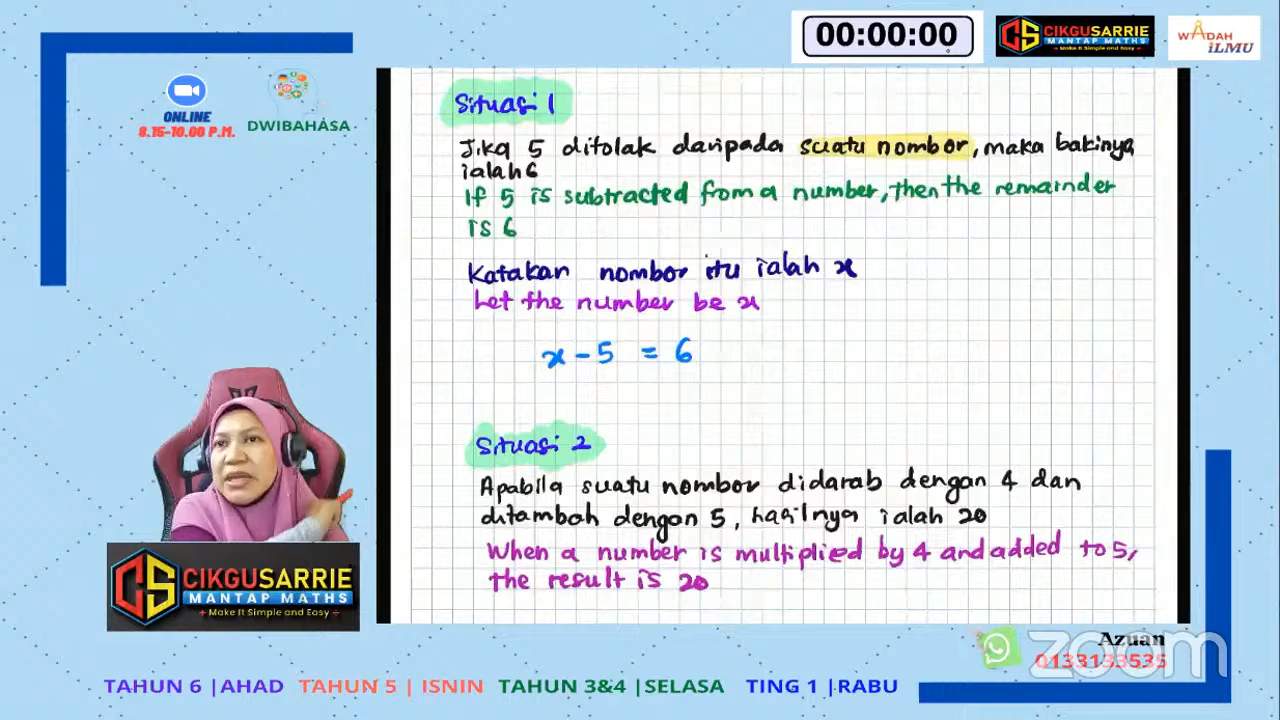 00:00:00
CIKGUSARRIE
MANTAP MATHS
Make It Simple and Easy
WADAH
iLMU
ONLINE
8.15-10.00 P.M.
DWIBAHASA
Situasi 1
Jika 5 ditolak daripada suatu nombor, maka bakinya
ialah 6
If 5 is subtracted from a number, then the remainder
is 6
Katakan nombor itu ialah x
Let the number be x
x - 5 = 6
Situasi 2
Apabila suatu nombor didarab dengan 4 dan
ditambah dengan 5, hasilnya ialah 20
When a number is multiplied by 4 and added to 5,
the result is 20
CS CIKGUSARRIE
MANTAP MATHS
+ Make It Simple and Easy +
Azuan
zoom
0133133535
TAHUN 6 |AHAD TAHUN 5 | ISNIN TAHUN 3&4 |SELASA TING 1 |RABU